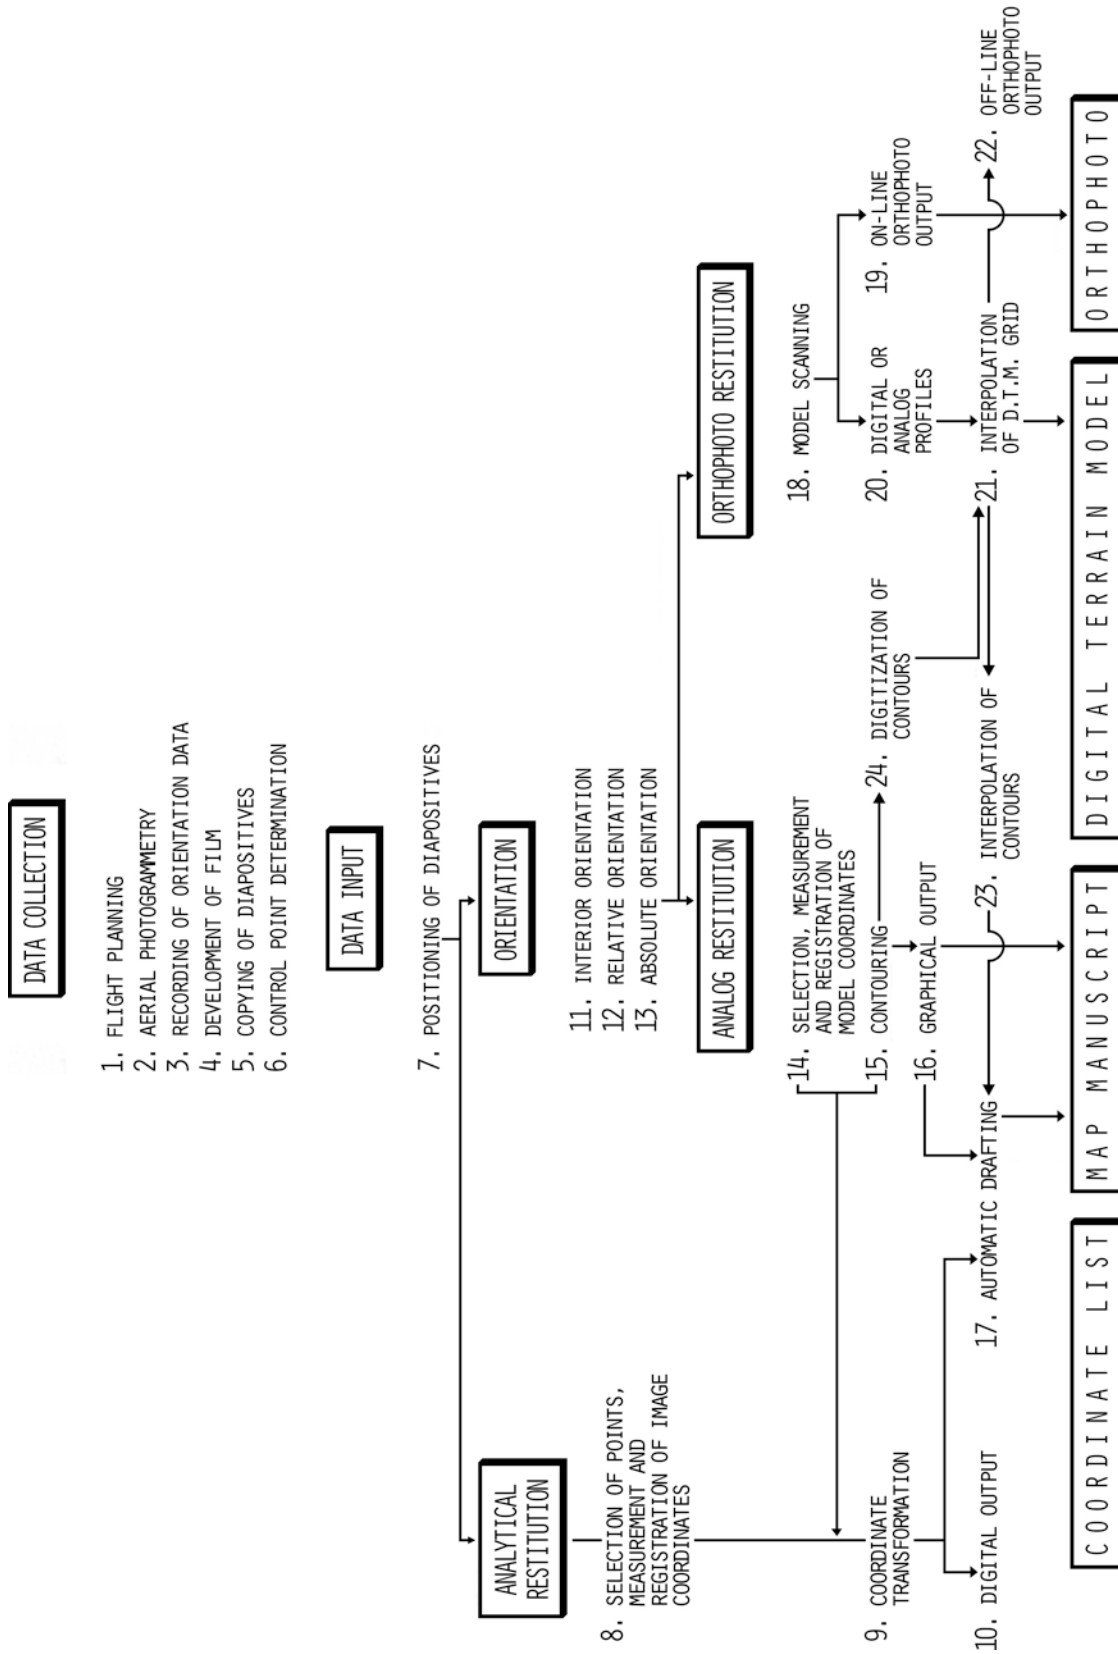 DATA COLLECTION
1. FLIGHT PLANNING
2. AERIAL PHOTOGRAMMETRY
3. RECORDING OF ORIENTATION DATA
4. DEVELOPMENT OF FILM
5. COPYING OF DIAPOSITIVES
6. CONTROL POINT DETERMINATION
DATA INPUT
7. POSITIONING OF DIAPOSITIVES
ANALYTICAL
RESTITUTION
8. SELECTION OF POINTS,
MEASUREMENT AND
REGISTRATION OF IMAGE
COORDINATES
ORIENTATION
11. INTERIOR ORIENTATION
12. RELATIVE ORIENTATION
13. ABSOLUTE ORIENTATION
ANALOG RESTITUTION
ORTHOPHOTO RESTITUTION
14. SELECTION, MEASUREMENT
AND REGISTRATION OF
MODEL COORDINATES
15. CONTOURING
24. DIGITIZATION OF
CONTOURS
16. GRAPHICAL OUTPUT
18. MODEL SCANNING
20. DIGITAL OR
ANALOG
PROFILES
19. ON-LINE
ORTHOPHOTO
OUTPUT
9. COORDINATE
TRANSFORMATION
10. DIGITAL OUTPUT
17. AUTOMATIC DRAFTING
23. INTERPOLATION OF
CONTOURS
21. INTERPOLATION
OF D.T.M. GRID
22. OFF-LINE
ORTHOPHOTO
OUTPUT
COORDINATE LIST
MAP MANUSCRIPT
DIGITAL TERRAIN MODEL
ORTHOPHOTO